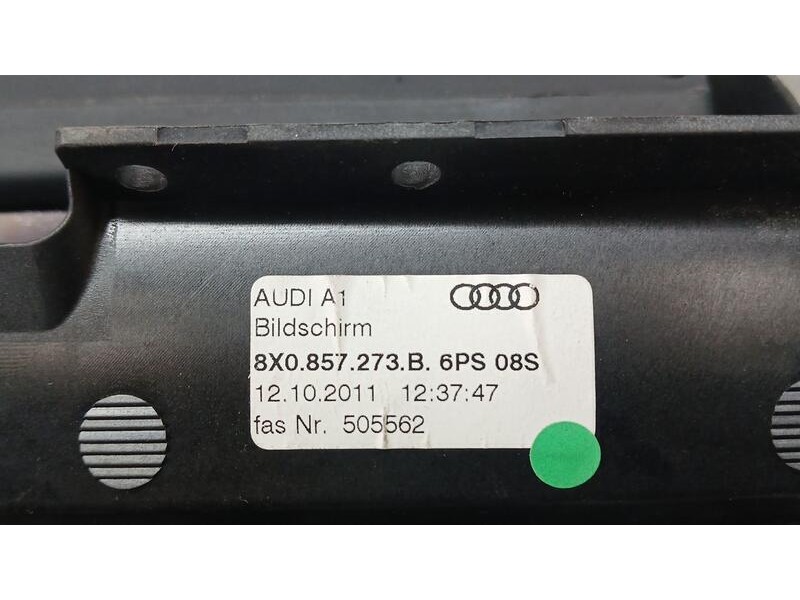 AUDI A1
Bildschirm
8X0.857.273.B. 6PS 08S
12.10.2011 12:37:47
fas Nr. 505562